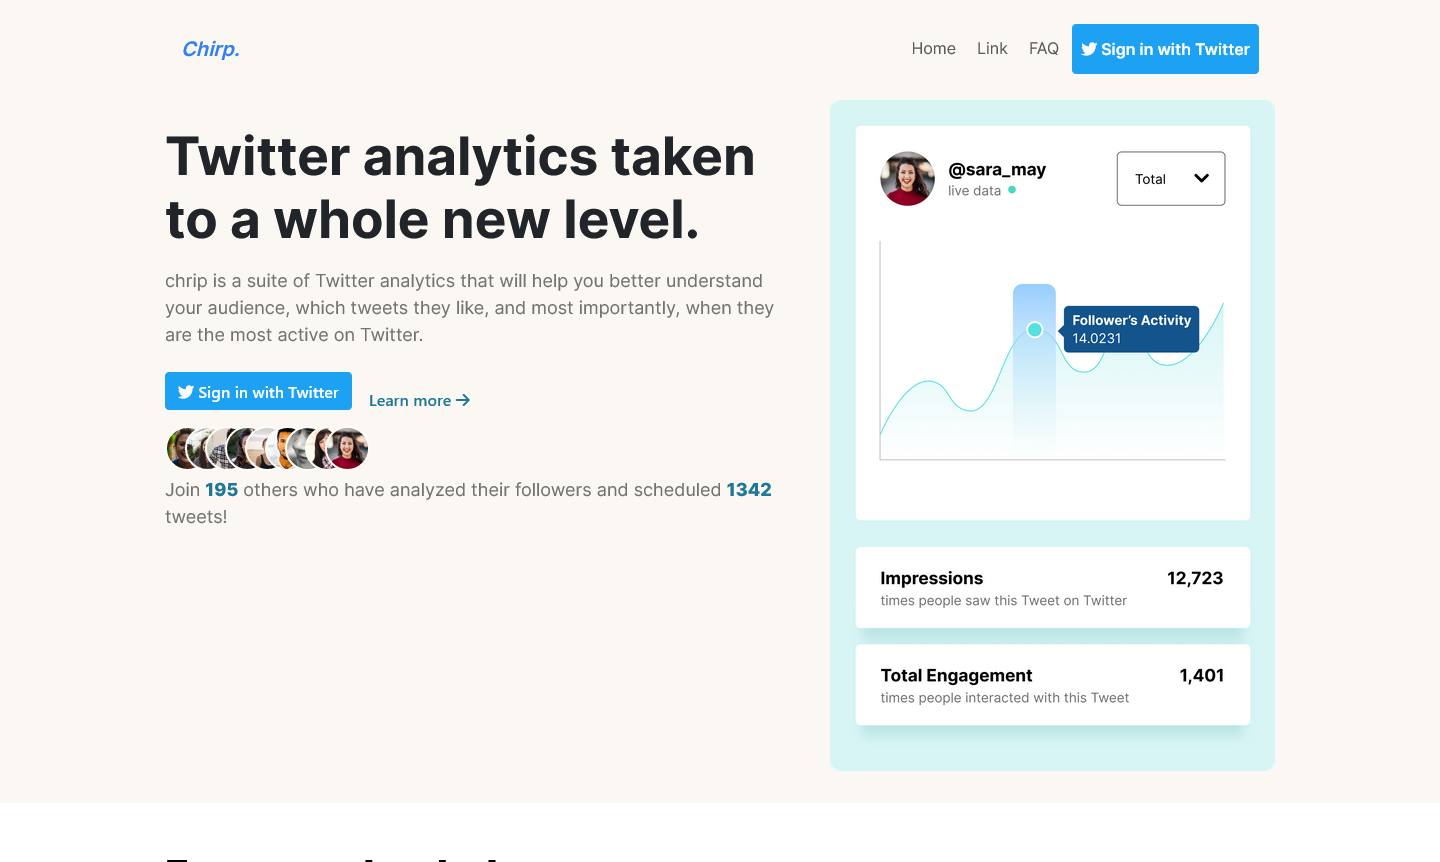 Chirp.
Home
Link
FAQ
Sign in with Twitter
Twitter analytics taken
to a whole new level.
chrip is a suite of Twitter analytics that will help you better understand
your audience, which tweets they like, and most importantly, when they
are the most active on Twitter.
Sign in with Twitter
Learn more
Join 195 others who have analyzed their followers and scheduled 1342
tweets!
@sara_may
live data
Total
Follower's Activity
14.0231
Impressions
12,723
times people saw this Tweet on Twitter
Total Engagement
1,401
times people interacted with this Tweet